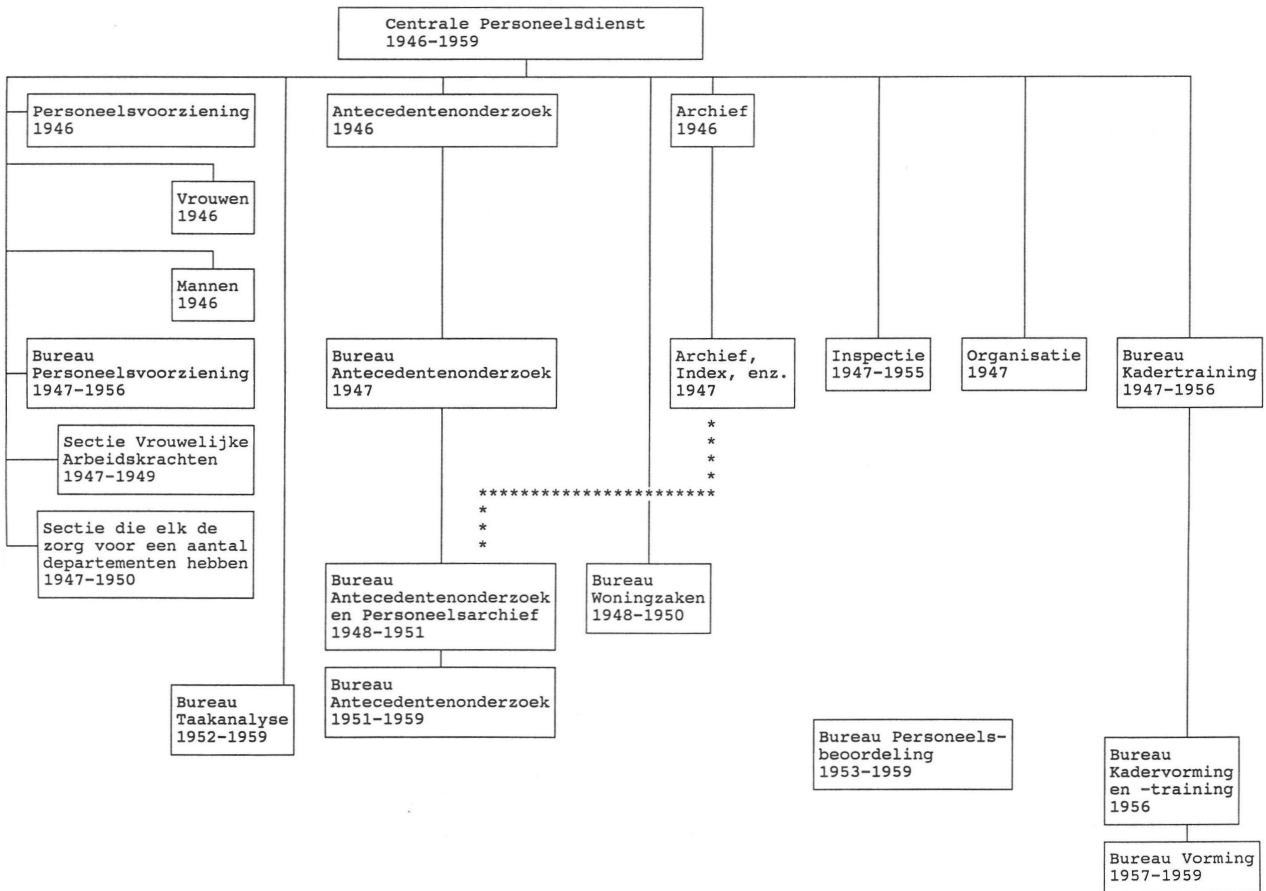 Centrale Personeelsdienst
1946-1959
Personeelsvoorziening
1946
Antecedentenonderzoek
1946
Archief
1946
Vrouwen
1946
Mannen
1946
Bureau
Personeelsvoorziening
1947-1956
Bureau
Antecedentenonderzoek
1947
Archief,
Index, enz.
1947
Inspectie
1947-1955
Organisatie
1947
Bureau
Kadertraining
1947-1956
Sectie Vrouwelijke
Arbeidskrachten
1947-1949
Sectie die elk de
zorg voor een aantal
departementen hebben
1947-1950
Bureau
Antecedentenonderzoek
en Personeelsarchief
1948-1951
Bureau
Woningzaken
1948-1950
Bureau
Taakanalyse
1952-1959
Bureau
Antecedentenonderzoek
1951-1959
Bureau Personeels-
beoordeling
1953-1959
Bureau
Kadervorming
en -training
1956
Bureau Vorming
1957-1959